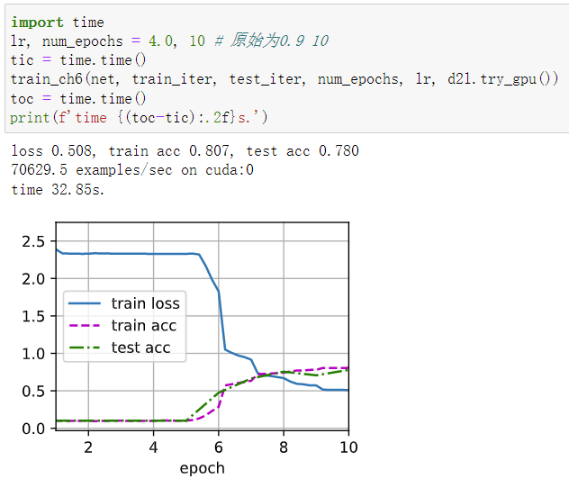 import time
lr, num_epochs = 4.0, 10 # 原始为0.9 10
tic = time.time()
train_ch6(net, train_iter, test_iter, num_epochs, lr, d2l.try_gpu())
toc = time.time()
print(f'time {(toc-tic):.2f}s.')
loss 0.508, train acc 0.807, test acc 0.780
70629.5 examples/sec on cuda:0
time 32.85s.
2.5
2.0
1.5
1.0
0.5
0.0
train loss
train acc
test acc
2 4 6 8 10
epoch